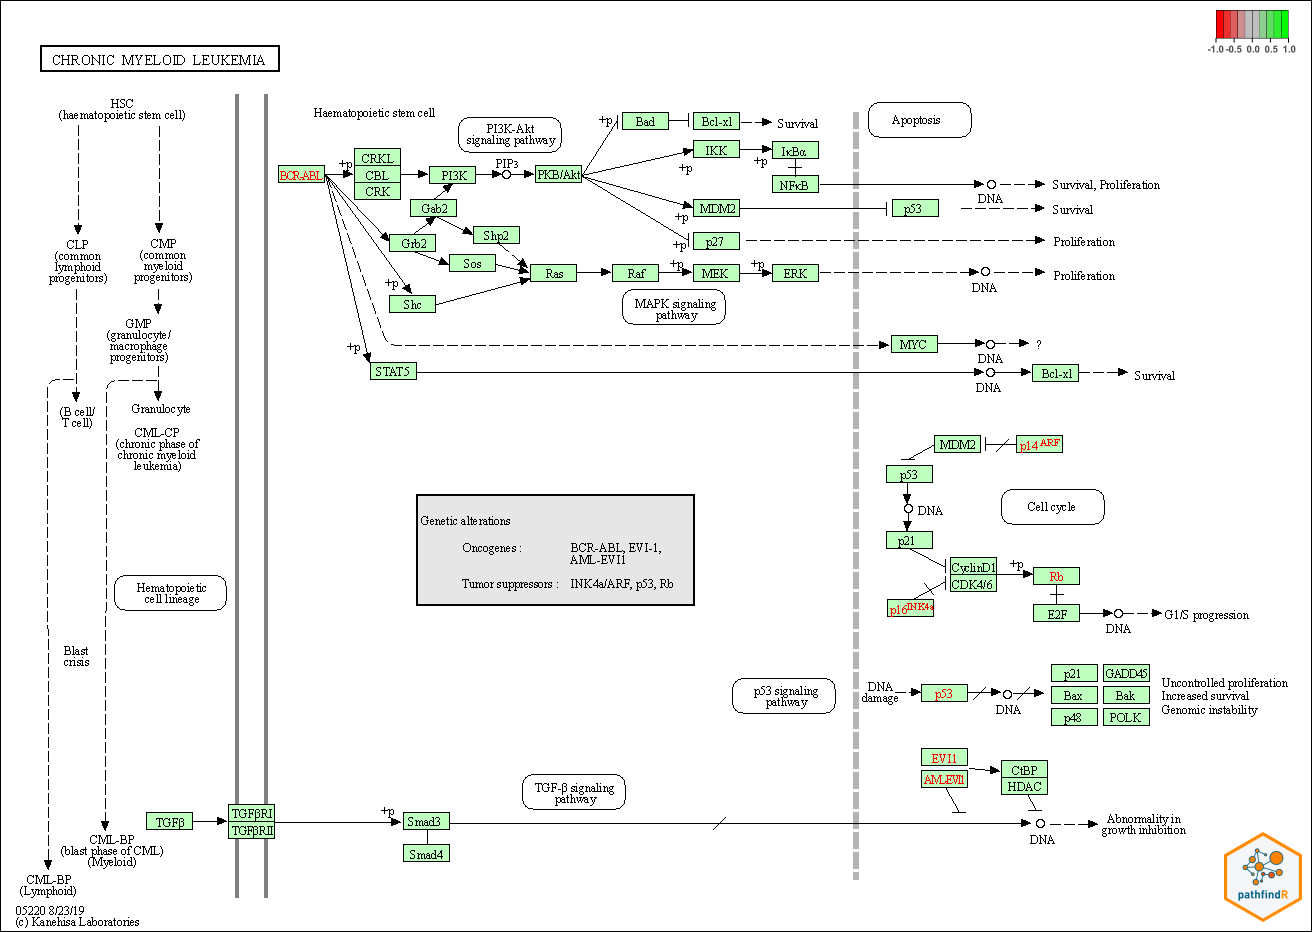 -1.0 -0.5 0.0 0.5 1.0
CHRONIC MYELOID LEUKEMIA
HSC
(haematopoietic stem cell)
CLP
(common
lymphoid
progenitors)
CMP
(common
myeloid
progenitors)
GMP
(granulocyte/
macrophage
progenitors)
(B cell/
T cell)
Granulocyte
CML-CP
(chronic phase of
chronic myeloid
leukemia)
Hematopoietic
cell lineage
Blast
crisis
CML-BP
(blast phase of CML)
(Myeloid)
CML-BP
(Lymphoid)
05220 8/23/19
(c) Kanehisa Laboratories
Haematopoietic stem cell
PI3K-Akt
signaling pathway
BCR-ABL
+p
CRKL
CBL
CRK
PI3K
PIP3
PKB/Akt
Gab2
Grb2
Shp2
Sos
+p
Shc
+p
STAT5
Ras
Raf
+p
MEK
+p
ERK
MAPK signaling
pathway
+p
Bad
Bcl-xl
Survival
IKK
+p
+p
IκBα
NFκB
MDM2
+p
p27
+p
Apoptosis
DNA
Survival, Proliferation
p53
Survival
Proliferation
DNA
Proliferation
MYC
DNA
?
DNA
Bcl-xl
Survival
MDM2
p14 ARF
p53
DNA
Cell cycle
p21
CyclinD1
CDK4/6
+p
Rb
p16 INK4a
E2F
DNA
G1/S progression
Genetic alterations
Oncogenes :
BCR-ABL, EVI-1,
AML-EVI1
Tumor suppressors :
INK4a/ARF, p53, Rb
p53 signaling
pathway
DNA
damage
p53
DNA
p21
GADD45
Bax
Bak
p48
POLK
Uncontrolled proliferation
Increased survival
Genomic instability
EVI1
AML-EVI1
CtBP
HDAC
TGF-β signaling
pathway
TGFβ
TGFβRI
TGFβRII
+p
Smad3
Smad4
DNA
Abnormality in
growth inhibition
pathfindR